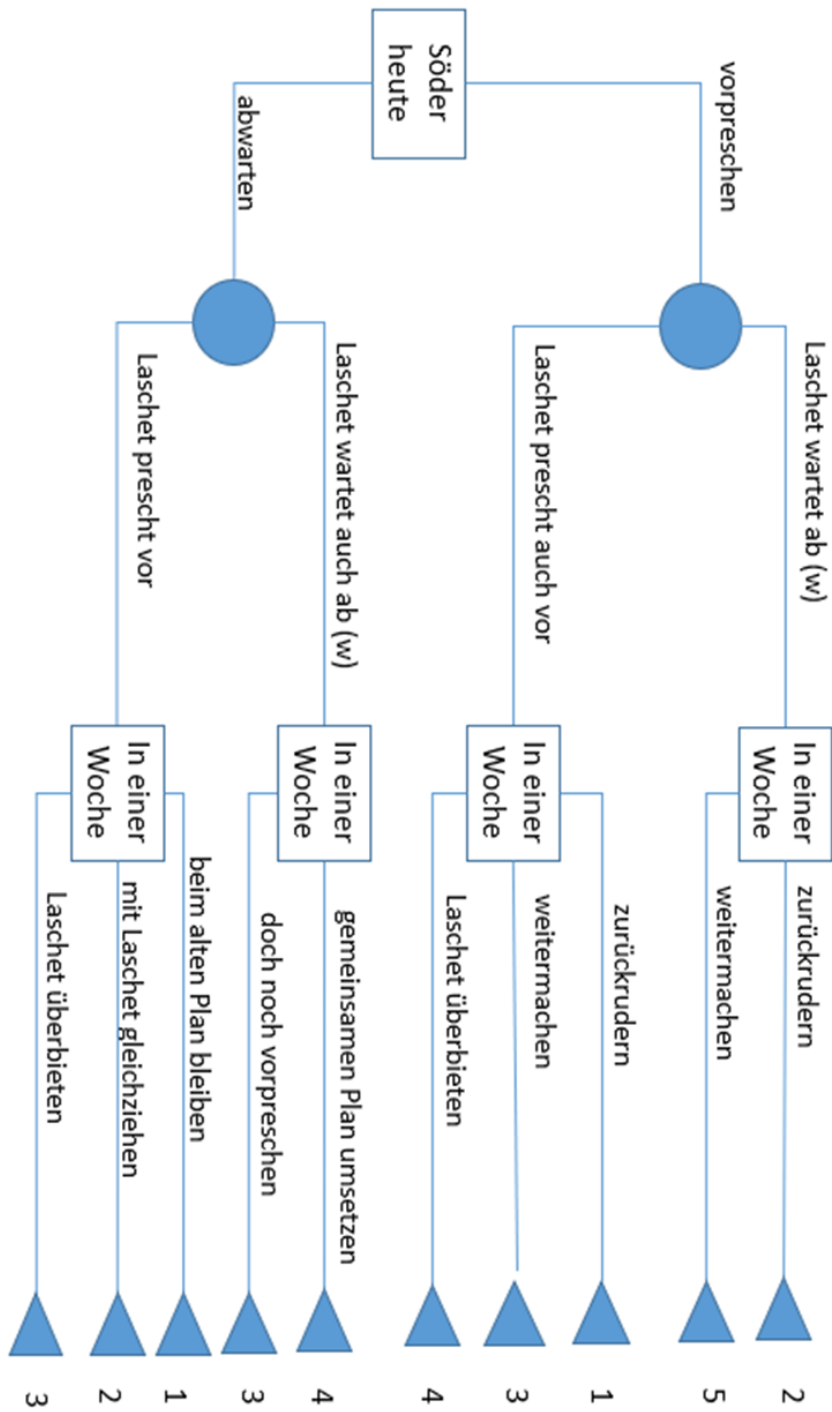 Söder
heute
vorpreschen
abwarten
Laschet wartet ab (w)
Laschet prescht auch vor
Laschet wartet auch ab (w)
Laschet prescht vor
In einer
Woche
zurückrudern
2
weitermachen
5
In einer
Woche
zurückrudern
1
weitermachen
3
Laschet überbieten
4
In einer
Woche
gemeinsamen Plan umsetzen
4
doch noch vorpreschen
3
In einer
Woche
beim alten Plan bleiben
1
mit Laschet gleichziehen
2
Laschet überbieten
3